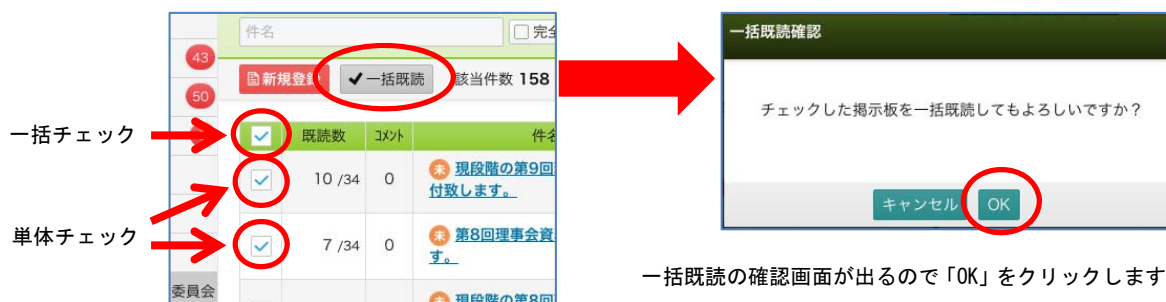 件名
完全
43
50
新規登録
一括既読
該当件数 158
一括チェック
既読数 コメント 件名
10 /34 0 未 現段階の第9回
付致します。
単体チェック
7 /34 0 未 第8回理事会資
す。
委員会
未 現段階の第8回
一括既読確認
チェックした掲示板を一括既読してもよろしいですか？
キャンセル OK
一括既読の確認画面が出るので「OK」をクリックします